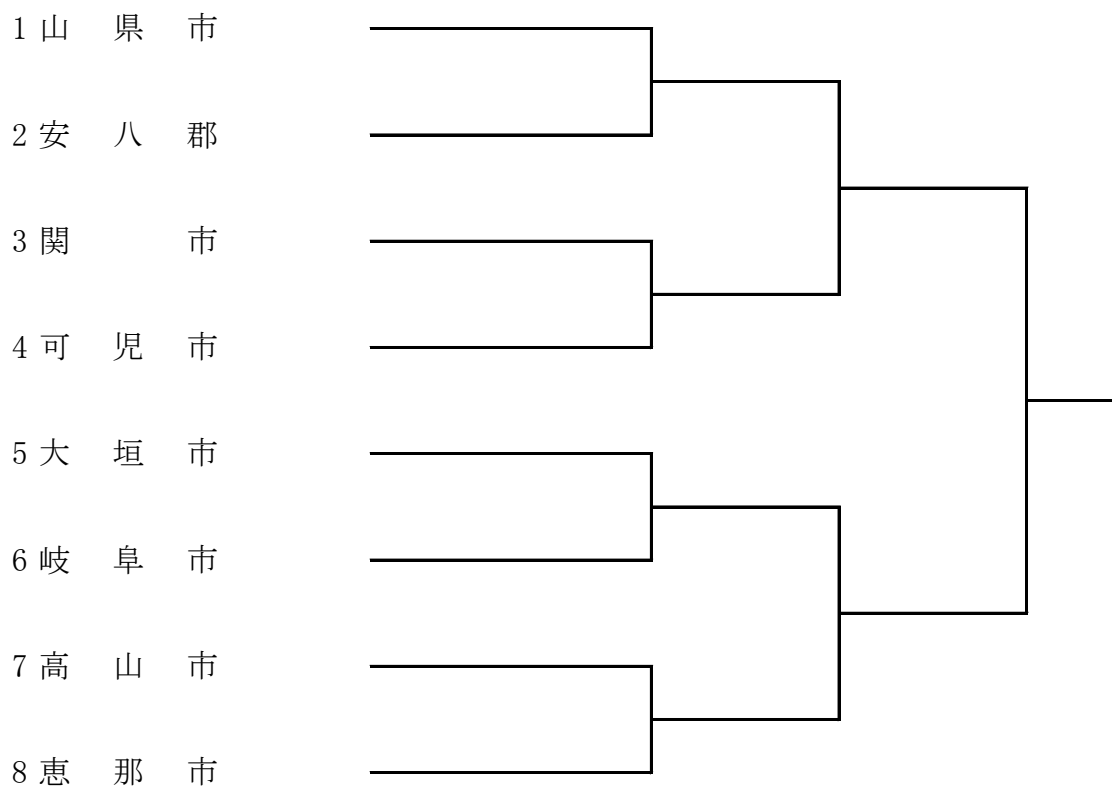 1 山 県 市
2 安 八 郡
3 関 市
4 可 児 市
5 大 垣 市
6 岐 阜 市
7 高 山 市
8 恵 那 市